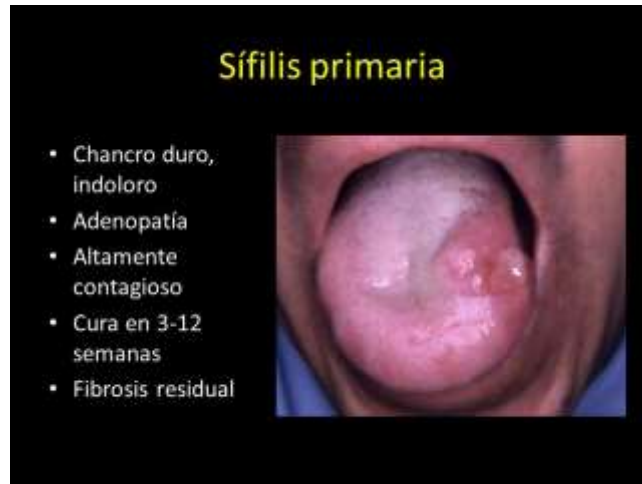 Sífilis primaria
• Chancro duro,
indoloro
• Adenopatía
• Altamente
contagioso
• Cura en 3-12
semanas
• Fibrosis residual